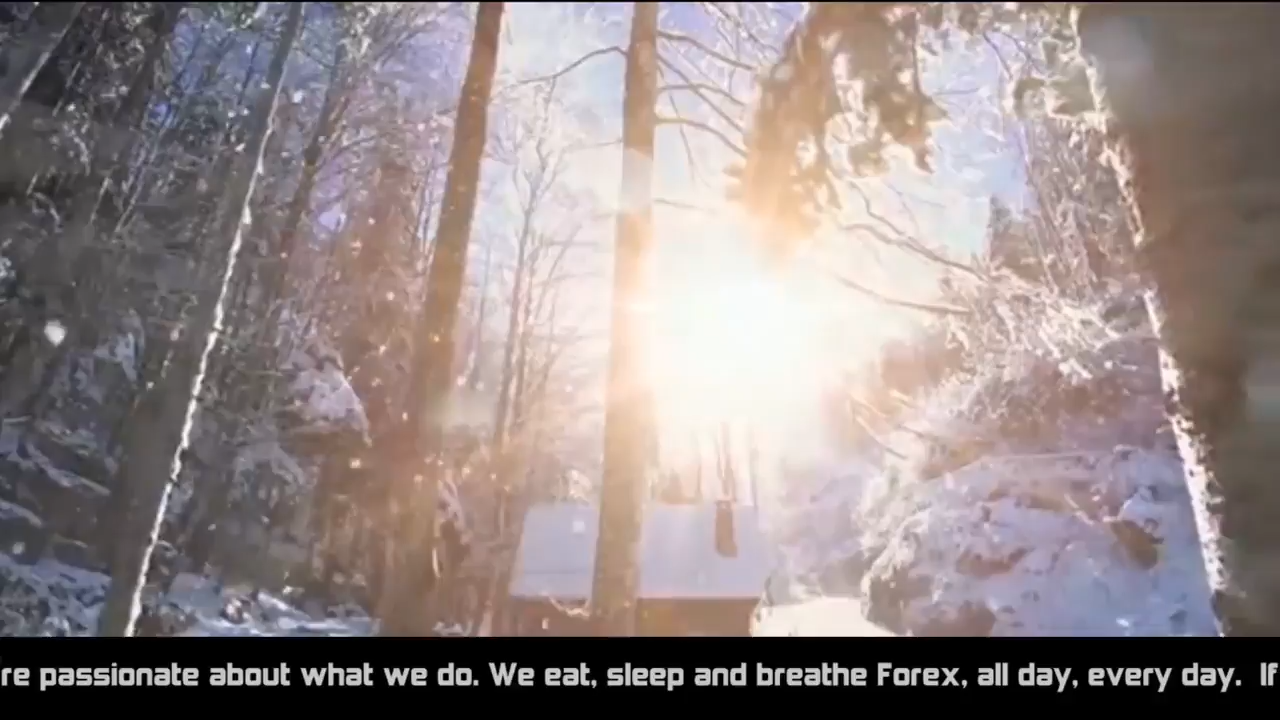 're passionate about what we do. We eat, sleep and breathe Forex, all day, every day. If